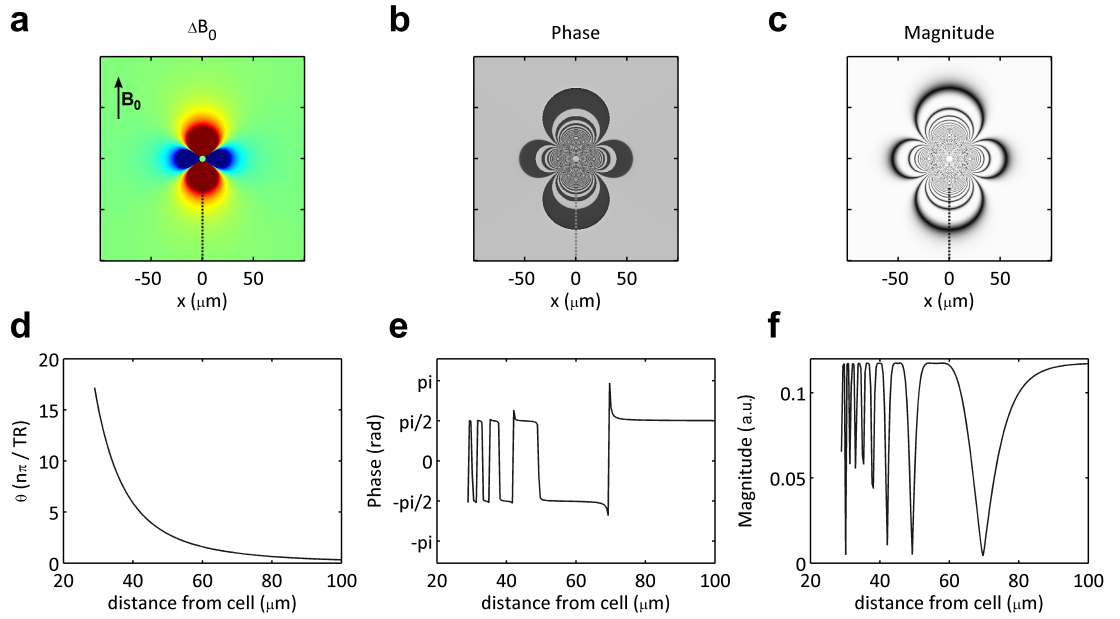 a
ΔB₀
b
Phase
c
Magnitude
B₀
-50 0 50
x (μm)
-50 0 50
x (μm)
-50 0 50
x (μm)
d
e
f
20
15
10
5
0
θ (nπ / TR)
20 40 60 80 100
distance from cell (μm)
pi
pi/2
0
-pi/2
-pi
Phase (rad)
20 40 60 80 100
distance from cell (μm)
0.1
0.05
0
Magnitude (a.u.)
20 40 60 80 100
distance from cell (μm)